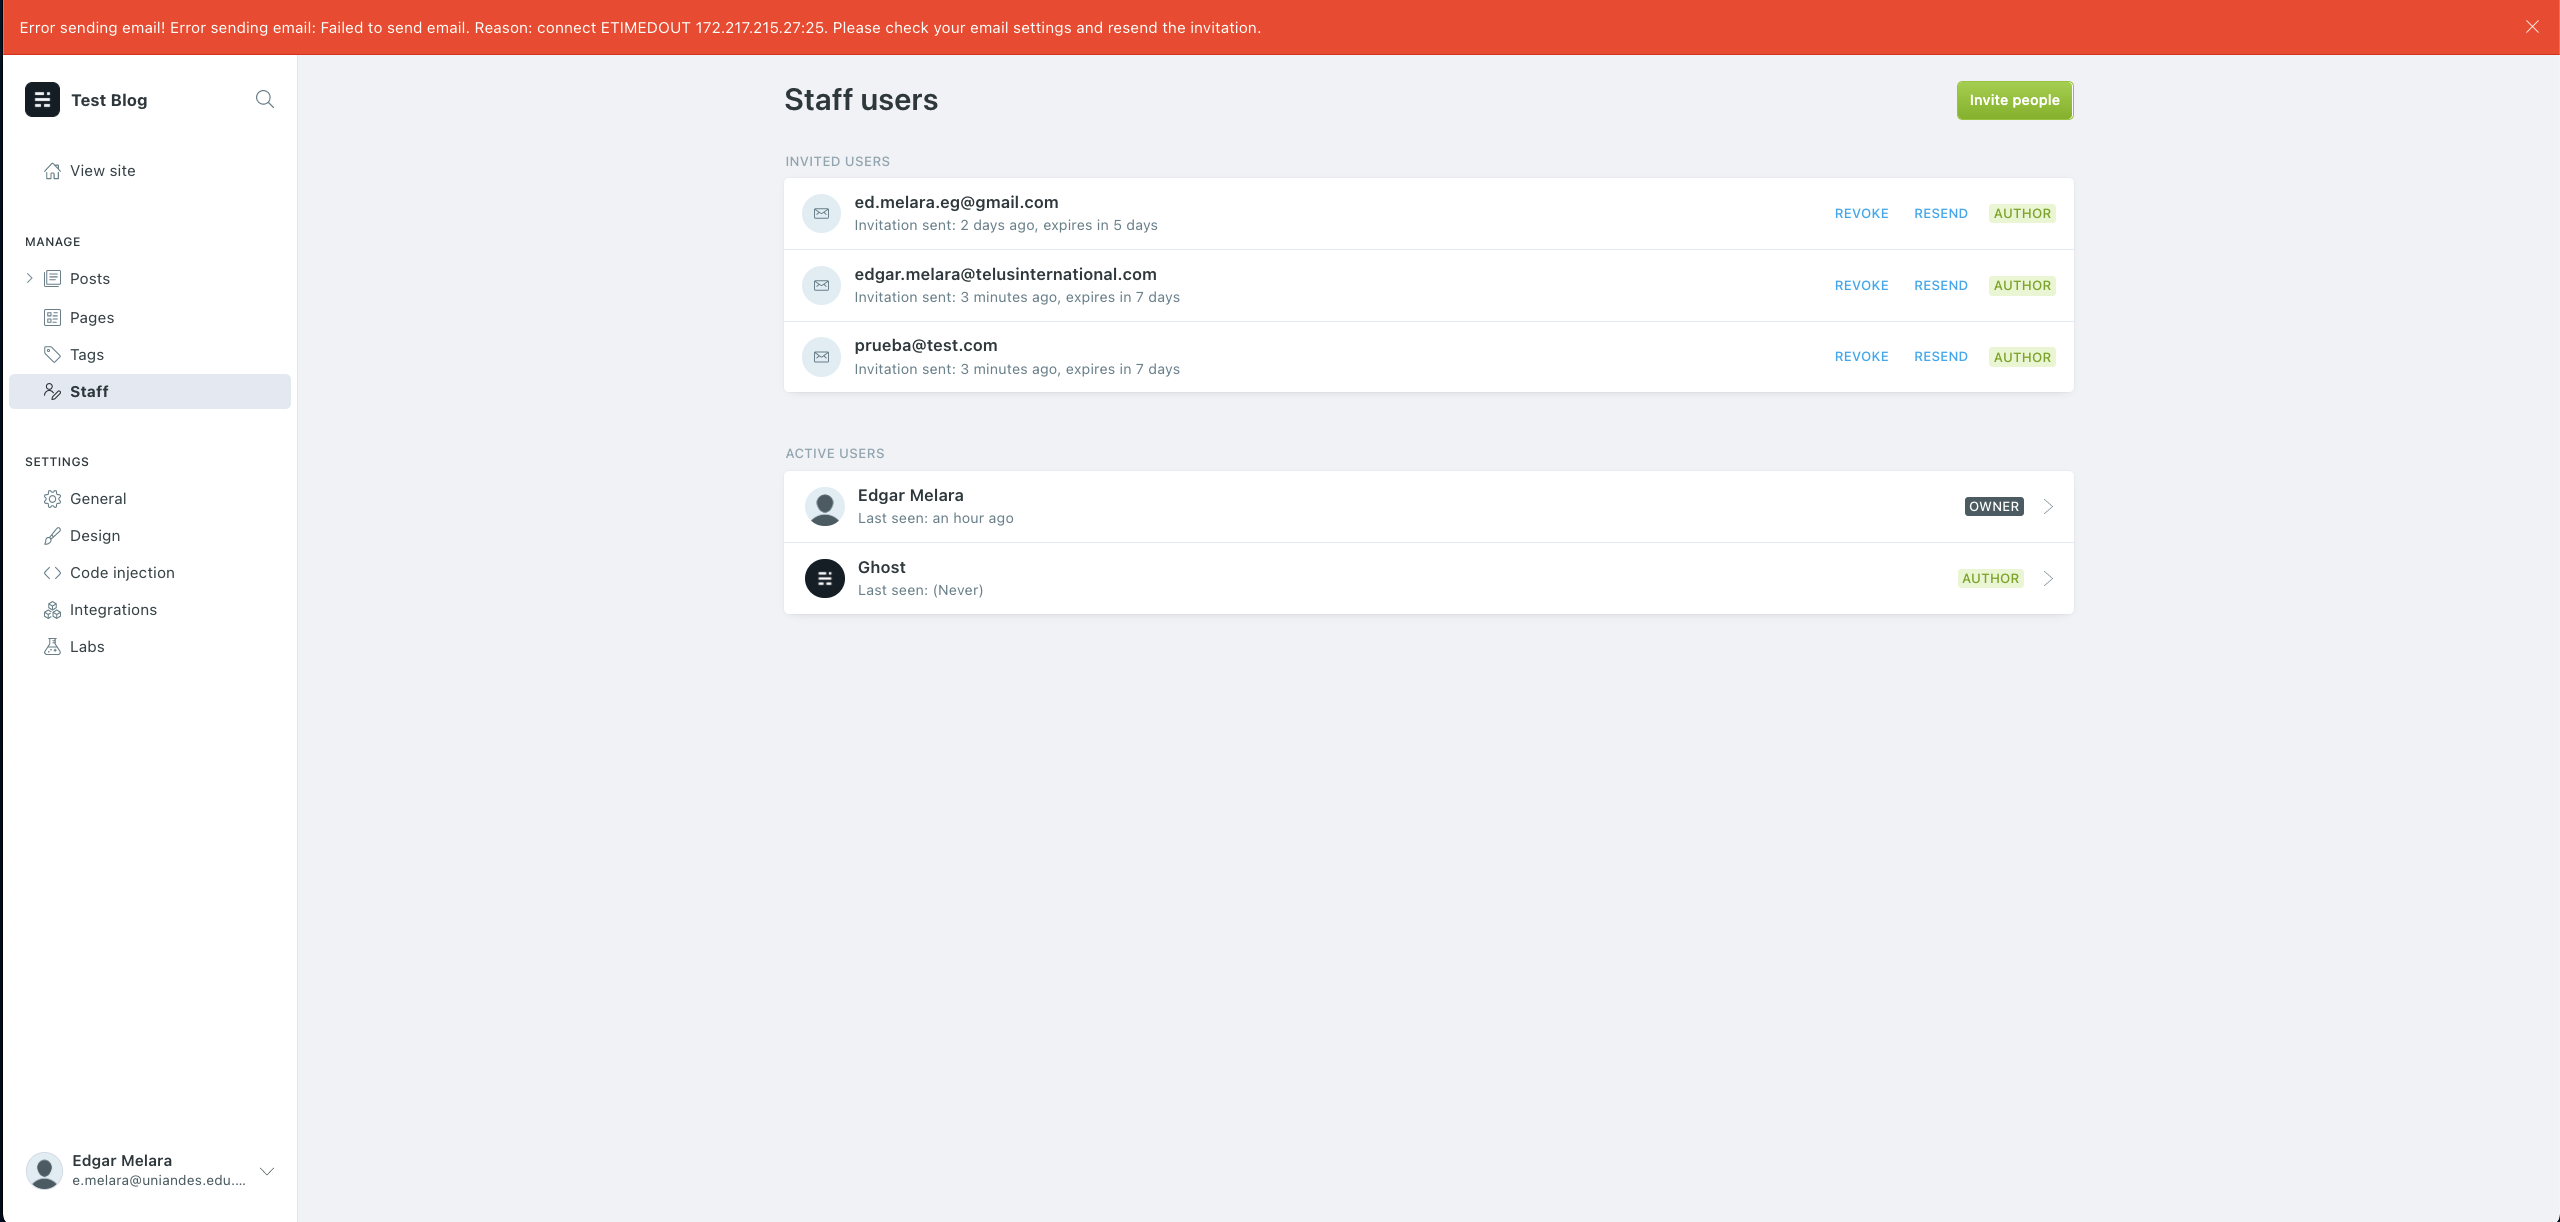 Error sending email! Error sending email: Failed to send email. Reason: connect ETIMEDOUT 172.217.215.27:25. Please check your email settings and resend the invitation.
Test Blog
View site
MANAGE
Posts
Pages
Tags
Staff
SETTINGS
General
Design
Code injection
Integrations
Labs
Edgar Melara
e.melara@uniandes.edu....
Staff users
Invite people
INVITED USERS
ed.melara.eg@gmail.com
Invitation sent: 2 days ago, expires in 5 days
REVOKE RESEND AUTHOR
edgar.melara@telusinternational.com
Invitation sent: 3 minutes ago, expires in 7 days
REVOKE RESEND AUTHOR
prueba@test.com
Invitation sent: 3 minutes ago, expires in 7 days
REVOKE RESEND AUTHOR
ACTIVE USERS
Edgar Melara
Last seen: an hour ago
OWNER
Ghost
Last seen: (Never)
AUTHOR